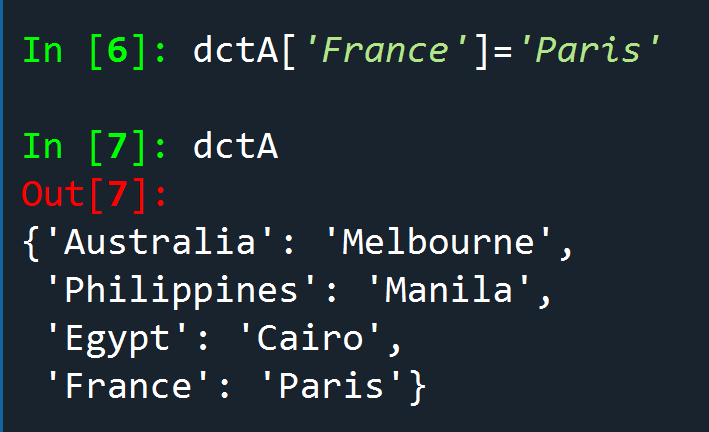 In [6]: dctA['France']='Paris'
In [7]: dctA
Out[7]:
{'Australia': 'Melbourne',
 'Philippines': 'Manila',
 'Egypt': 'Cairo',
 'France': 'Paris'}